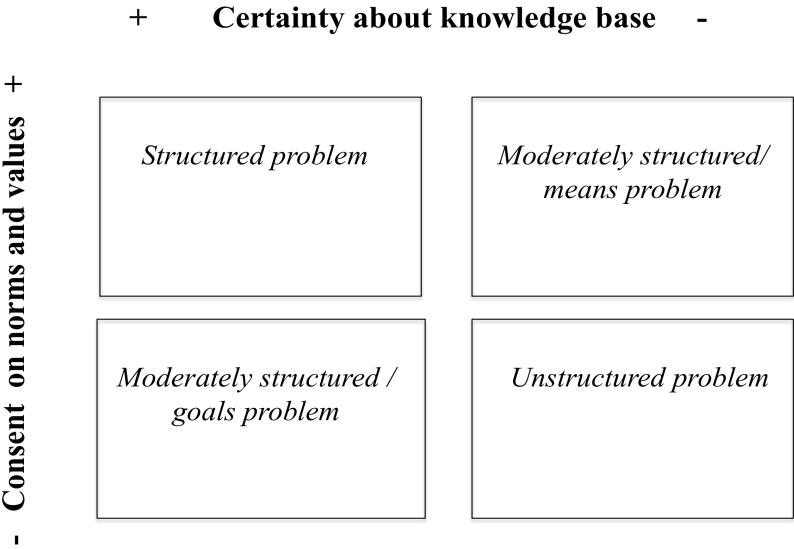 + Certainty about knowledge base -
- Consent on norms and values +
Structured problem
Moderately structured/
means problem
Moderately structured /
goals problem
Unstructured problem